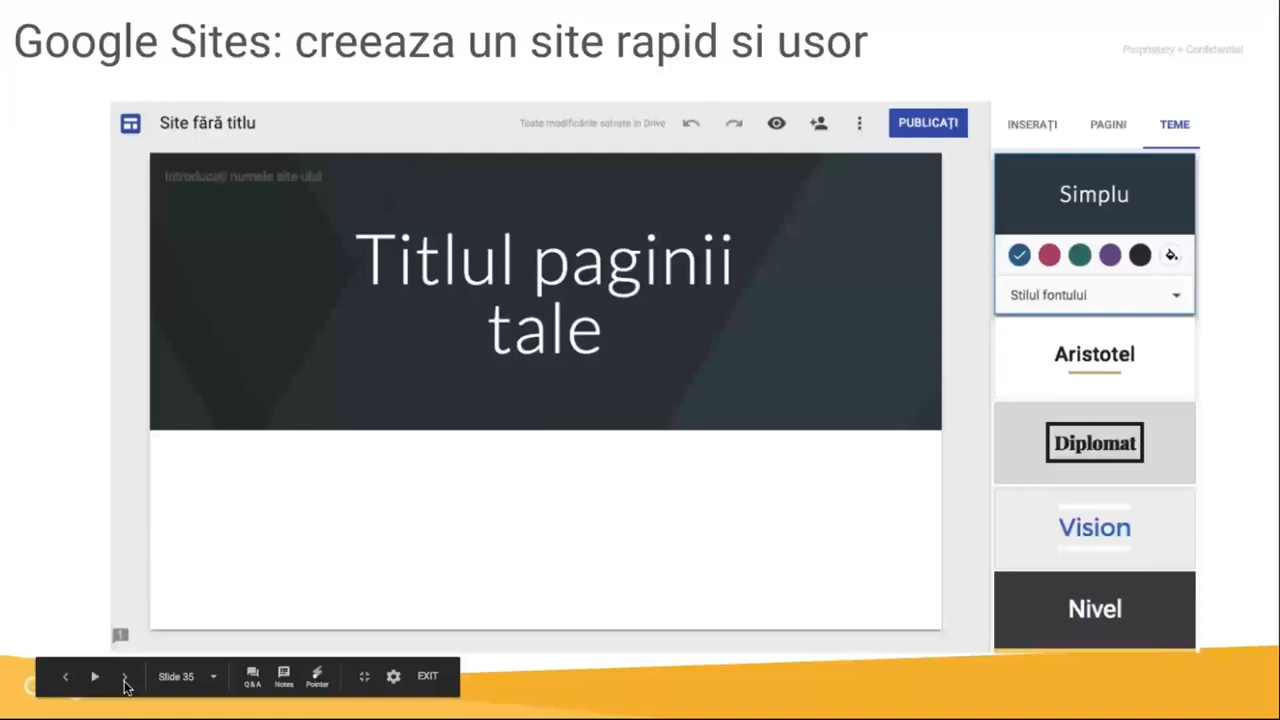 Google Sites: creeaza un site rapid si usor
Proprietary + Confidential
Site fără titlu
Toate modificările salvate în Drive
PUBLICAȚI
INSERAȚI
PAGINI
TEME
Introduceți numele site-ului
Titlul paginii
tale
Simplu
Stilul fontului
Aristotel
Diplomat
Vision
Nivel
Slide 35
Q & A
Notes
Pointer
EXIT